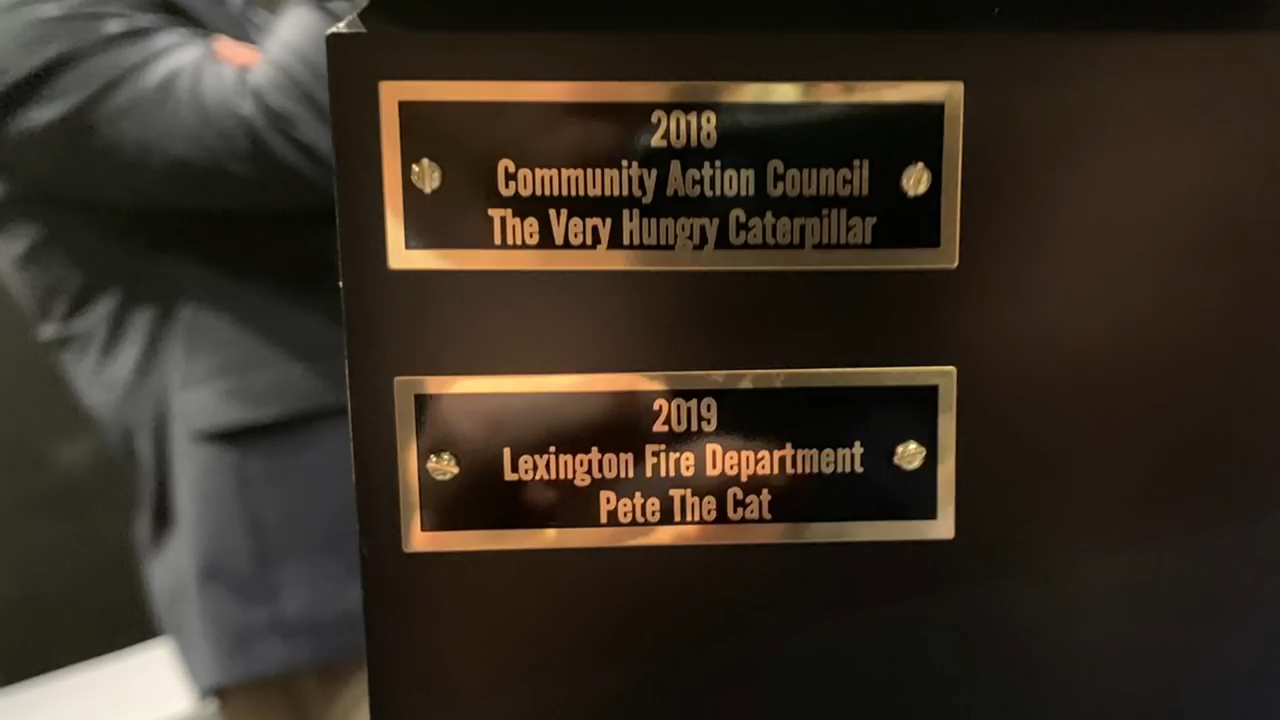 2018
Community Action Council
The Very Hungry Caterpillar
2019
Lexington Fire Department
Pete The Cat